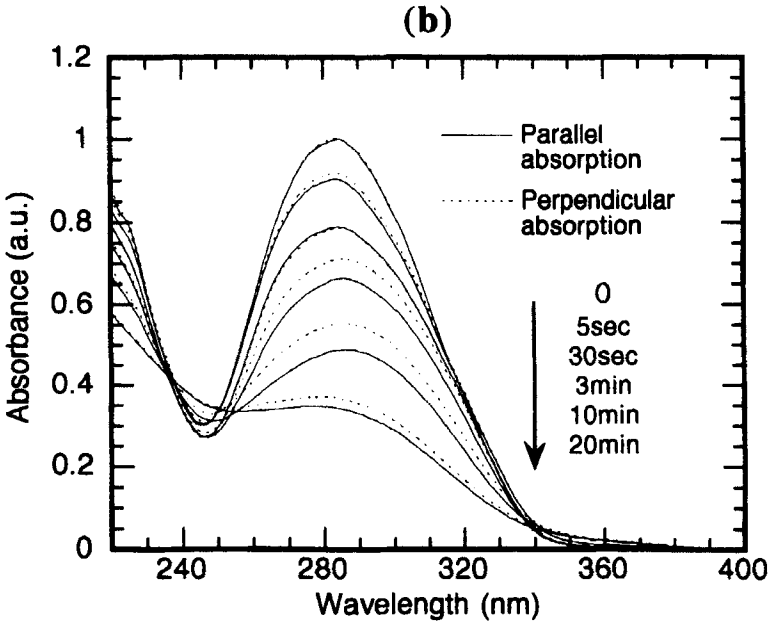 (b)
1.2
1
0.8
0.6
0.4
0.2
0
Absorbance (a.u.)
Parallel
absorption
Perpendicular
absorption
0
5sec
30sec
3min
10min
20min
240
280
320
360
400
Wavelength (nm)